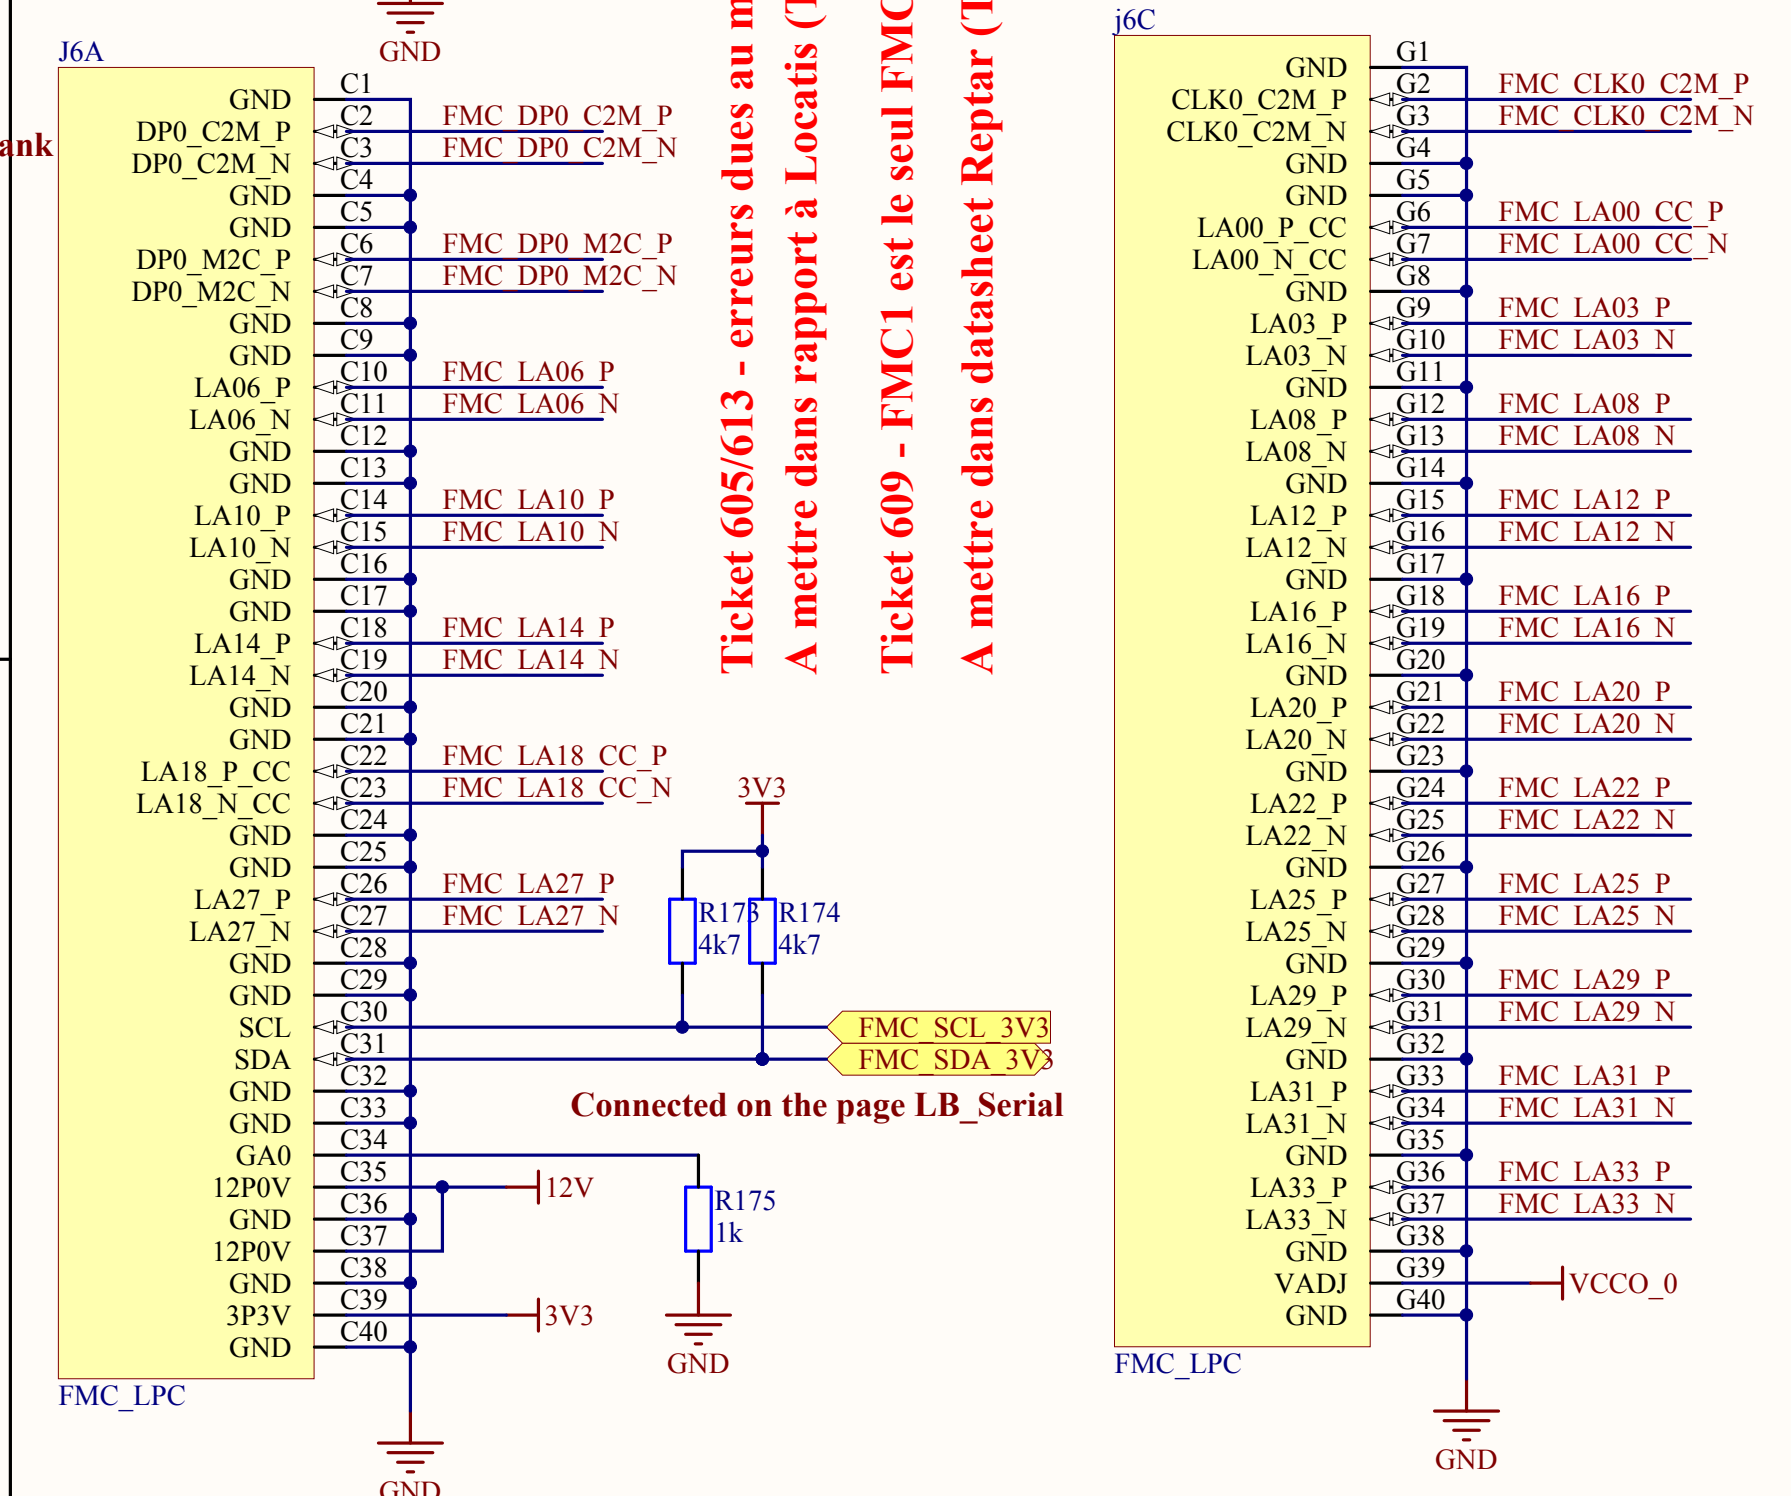 GND
J6A
ank
GND C1
DP0_C2M_P C2 FMC_DP0_C2M_P
DP0_C2M_N C3 FMC_DP0_C2M_N
GND C4
GND C5
DP0_M2C_P C6 FMC_DP0_M2C_P
DP0_M2C_N C7 FMC_DP0_M2C_N
GND C8
GND C9
LA06_P C10 FMC_LA06_P
LA06_N C11 FMC_LA06_N
GND C12
GND C13
LA10_P C14 FMC_LA10_P
LA10_N C15 FMC_LA10_N
GND C16
GND C17
LA14_P C18 FMC_LA14_P
LA14_N C19 FMC_LA14_N
GND C20
GND C21
LA18_P_CC C22 FMC_LA18_CC_P
LA18_N_CC C23 FMC_LA18_CC_N
GND C24
GND C25
LA27_P C26 FMC_LA27_P
LA27_N C27 FMC_LA27_N
GND C28
GND C29
SCL C30 FMC_SCL_3V3
SDA C31 FMC_SDA_3V3
GND C32
GND C33
GA0 C34
12P0V C35 12V
GND C36
12P0V C37
GND C38
3P3V C39 3V3
GND C40
FMC_LPC
GND
3V3
R173
4k7
R174
4k7
Connected on the page LB_Serial
R175
1k
GND
Ticket 605/613 - erreurs dues au m
A mettre dans rapport à Locatis (T
Ticket 609 - FMC1 est le seul FMC
A mettre dans datasheet Reptar (T
j6C
GND G1
CLK0_C2M_P G2 FMC_CLK0_C2M_P
CLK0_C2M_N G3 FMC_CLK0_C2M_N
GND G4
GND G5
LA00_P_CC G6 FMC_LA00_CC_P
LA00_N_CC G7 FMC_LA00_CC_N
GND G8
LA03_P G9 FMC_LA03_P
LA03_N G10 FMC_LA03_N
GND G11
LA08_P G12 FMC_LA08_P
LA08_N G13 FMC_LA08_N
GND G14
LA12_P G15 FMC_LA12_P
LA12_N G16 FMC_LA12_N
GND G17
LA16_P G18 FMC_LA16_P
LA16_N G19 FMC_LA16_N
GND G20
LA20_P G21 FMC_LA20_P
LA20_N G22 FMC_LA20_N
GND G23
LA22_P G24 FMC_LA22_P
LA22_N G25 FMC_LA22_N
GND G26
LA25_P G27 FMC_LA25_P
LA25_N G28 FMC_LA25_N
GND G29
LA29_P G30 FMC_LA29_P
LA29_N G31 FMC_LA29_N
GND G32
LA31_P G33 FMC_LA31_P
LA31_N G34 FMC_LA31_N
GND G35
LA33_P G36 FMC_LA33_P
LA33_N G37 FMC_LA33_N
GND G38
VADJ G39 VCCO_0
GND G40
FMC_LPC
GND